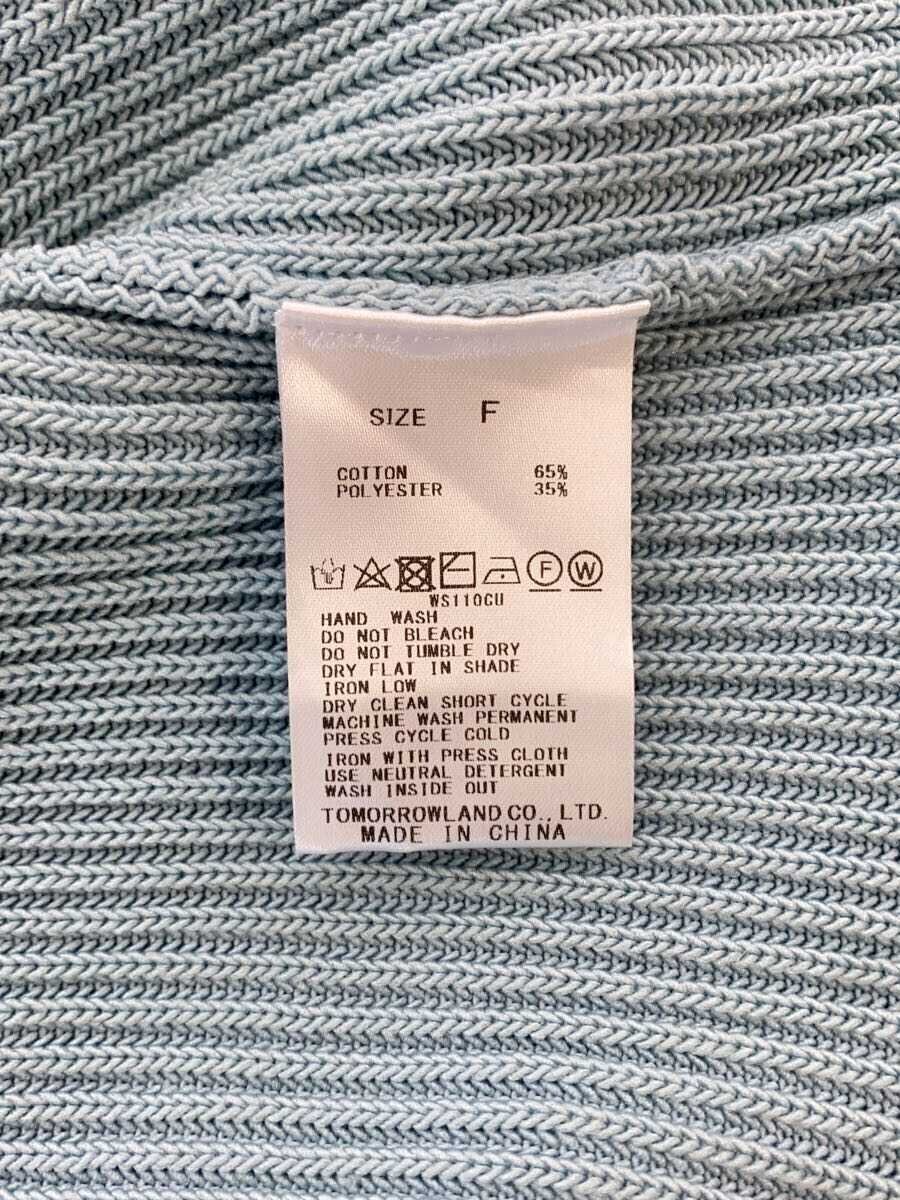 SIZE F
COTTON 65%
POLYESTER 35%
F W
WS110CU
HAND WASH
DO NOT BLEACH
DO NOT TUMBLE DRY
DRY FLAT IN SHADE
IRON LOW
DRY CLEAN SHORT CYCLE
MACHINE WASH PERMANENT
PRESS CYCLE COLD
IRON WITH PRESS CLOTH
USE NEUTRAL DETERGENT
WASH INSIDE OUT
TOMORROWLAND CO., LTD.
MADE IN CHINA